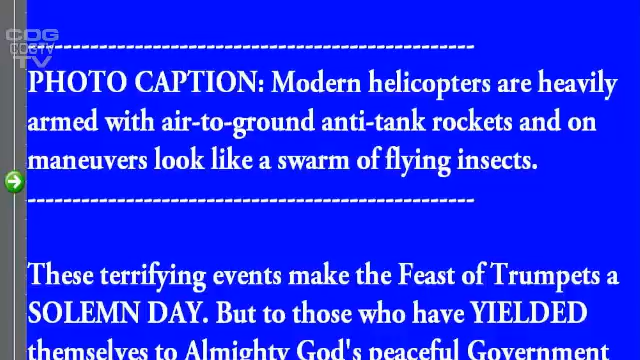 COG
COGTV
TV
-------------------------------------------------
PHOTO CAPTION: Modern helicopters are heavily
armed with air-to-ground anti-tank rockets and on
maneuvers look like a swarm of flying insects.
-------------------------------------------------
These terrifying events make the Feast of Trumpets a
SOLEMN DAY. But to those who have YIELDED
themselves to Almighty God's peaceful Government